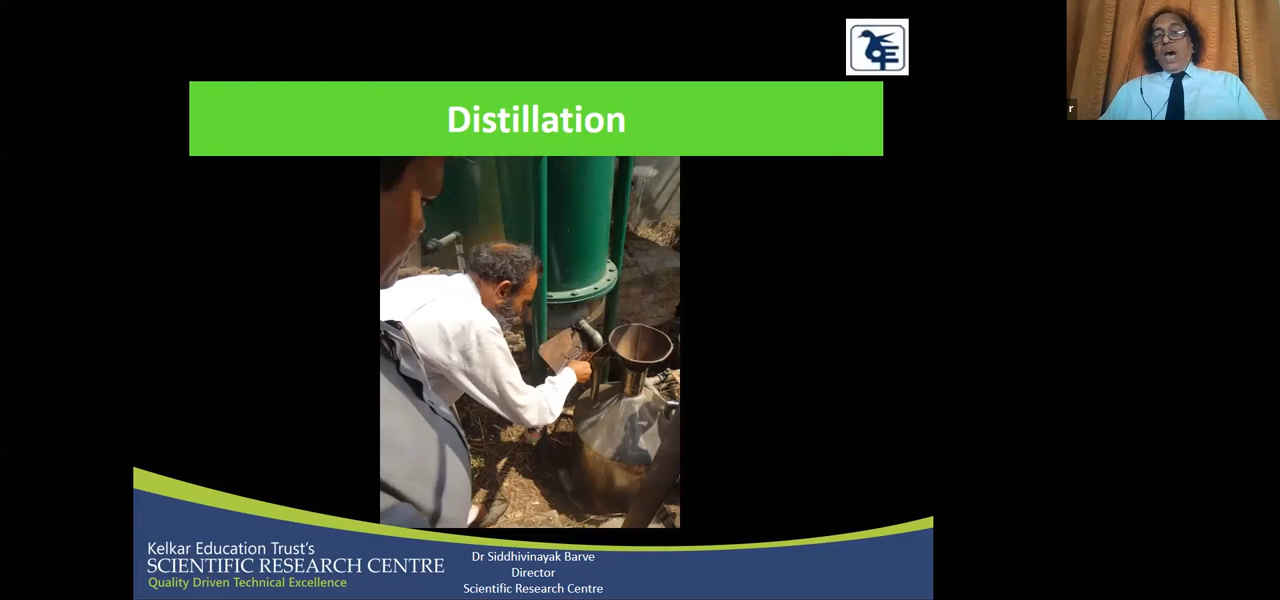 Distillation
r
Kelkar Education Trust's
SCIENTIFIC RESEARCH CENTRE
Quality Driven Technical Excellence
Dr Siddhivinayak Barve
Director
Scientific Research Centre